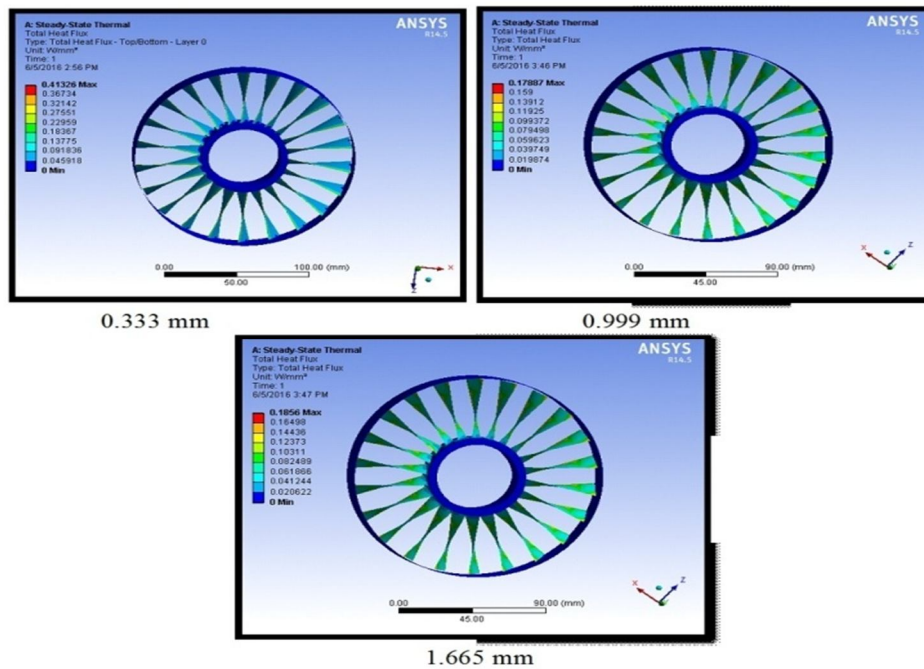 A: Steady-State Thermal
Total Heat Flux
Type: Total Heat Flux - Top/Bottom - Layer 0
Unit: W/mm²
Time: 1
6/5/2016 2:56 PM
0.41326 Max
0.36734
0.32142
0.27551
0.22959
0.18367
0.13775
0.091836
0.045918
0 Min
ANSYS
R14.5
0.00 100.00 (mm)
50.00
X
Z
0.333 mm
A: Steady-State Thermal
Total Heat Flux
Type: Total Heat Flux
Unit: W/mm²
Time: 1
6/5/2016 3:46 PM
0.17887 Max
0.159
0.13912
0.11925
0.099372
0.079498
0.059623
0.039749
0.019874
0 Min
ANSYS
R14.5
0.00 90.00 (mm)
45.00
X
Z
0.999 mm
A: Steady-State Thermal
Total Heat Flux
Type: Total Heat Flux
Unit: W/mm²
Time: 1
6/5/2016 3:47 PM
0.1856 Max
0.16498
0.14436
0.12373
0.10311
0.082489
0.061866
0.041244
0.020622
0 Min
ANSYS
R14.5
0.00 90.00 (mm)
45.00
X
Z
1.665 mm